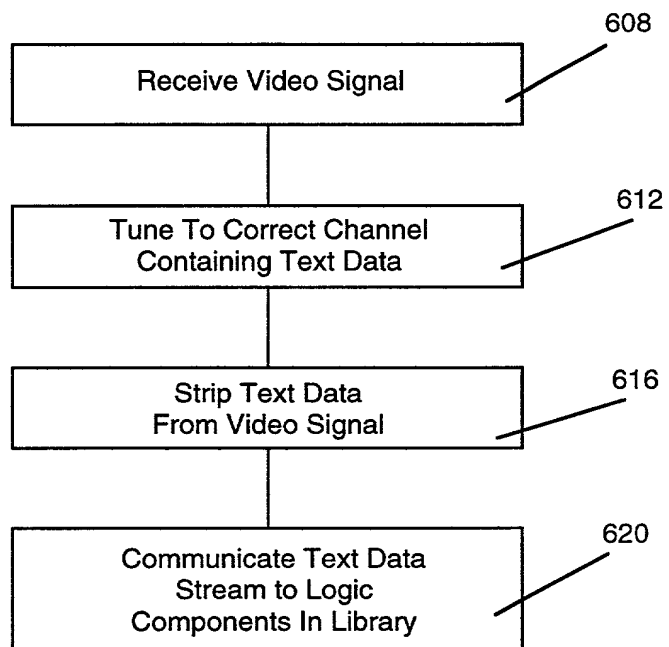 608
Receive Video Signal
612
Tune To Correct Channel
Containing Text Data
616
Strip Text Data
From Video Signal
620
Communicate Text Data
Stream to Logic
Components In Library